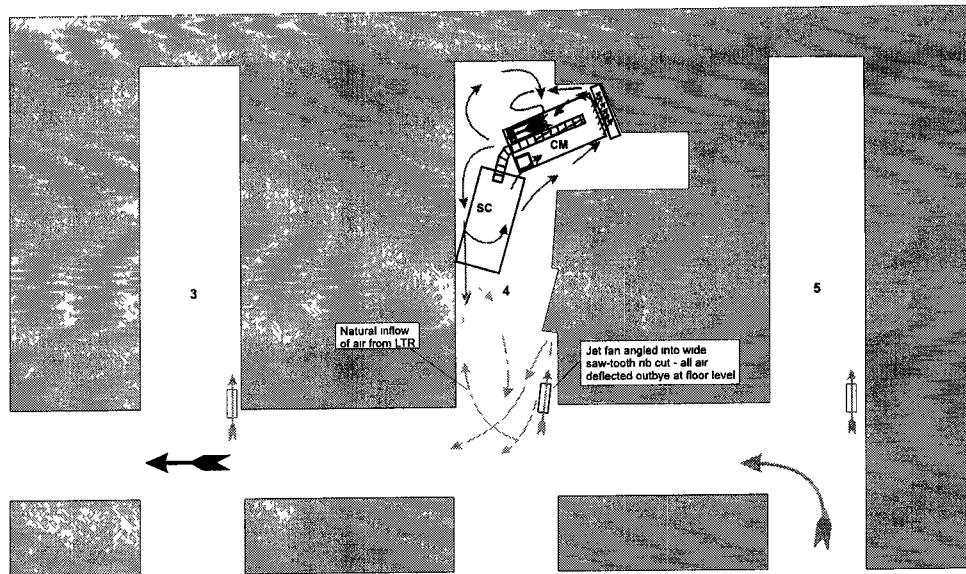 CM
SC
3
4
5
Natural inflow
of air from LTR
Jet fan angled into wide
saw-tooth rib cut - all air
deflected outbye at floor level